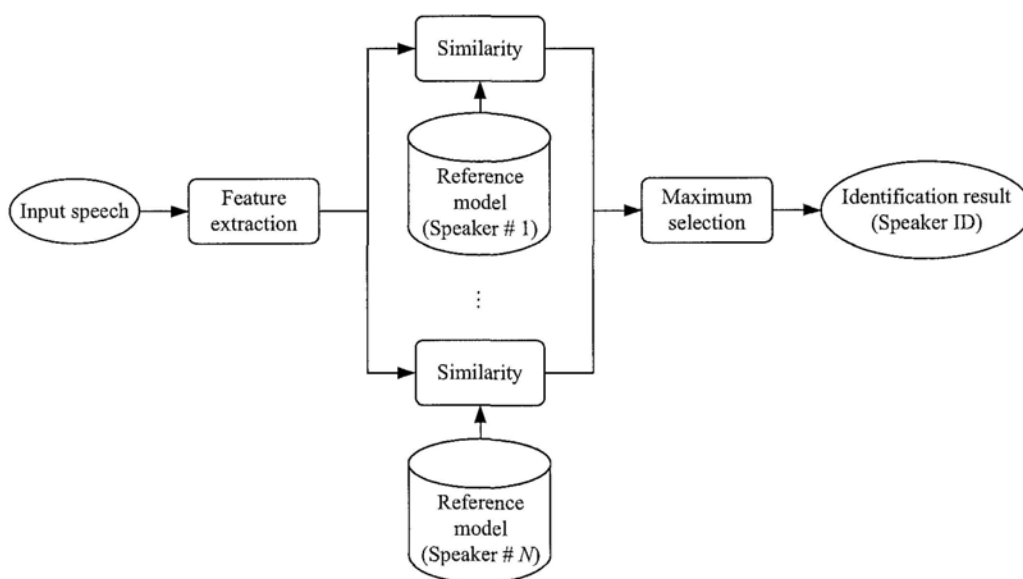 Similarity
Reference
model
(Speaker # 1)
Input speech
Feature
extraction
Maximum
selection
Identification result
(Speaker ID)
⋮
Similarity
Reference
model
(Speaker # N)